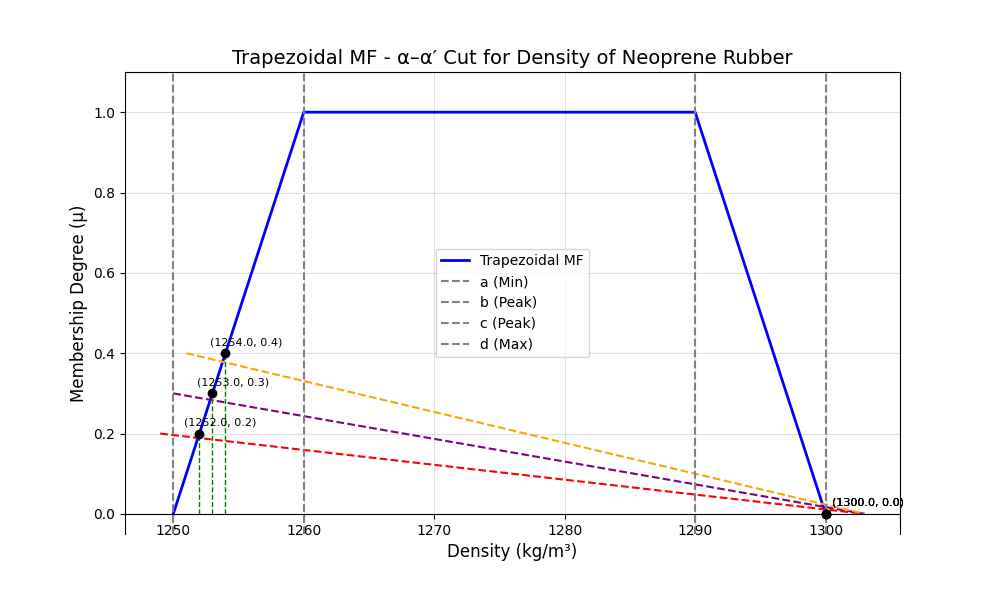 Trapezoidal MF - α–α′ Cut for Density of Neoprene Rubber
Membership Degree (μ)
1.0
0.8
0.6
0.4
0.2
0.0
Trapezoidal MF
a (Min)
b (Peak)
c (Peak)
d (Max)
(1254.0, 0.4)
(1253.0, 0.3)
(1252.0, 0.2)
(1300.0, 0.0)
1250
1260
1270
1280
1290
1300
Density (kg/m³)